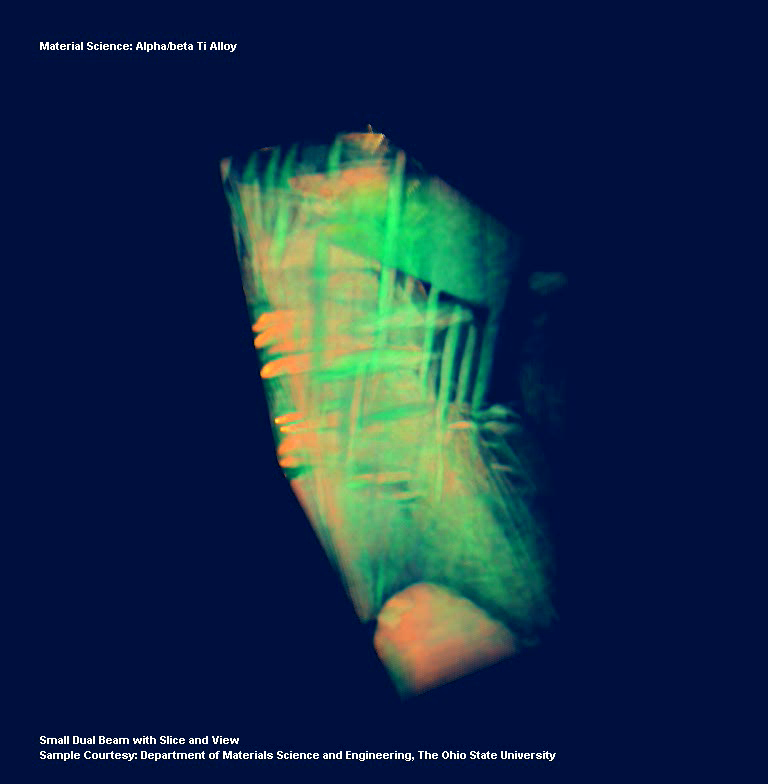 Material Science: Alpha/beta Ti Alloy
Small Dual Beam with Slice and View
Sample Courtesy: Department of Materials Science and Engineering, The Ohio State University